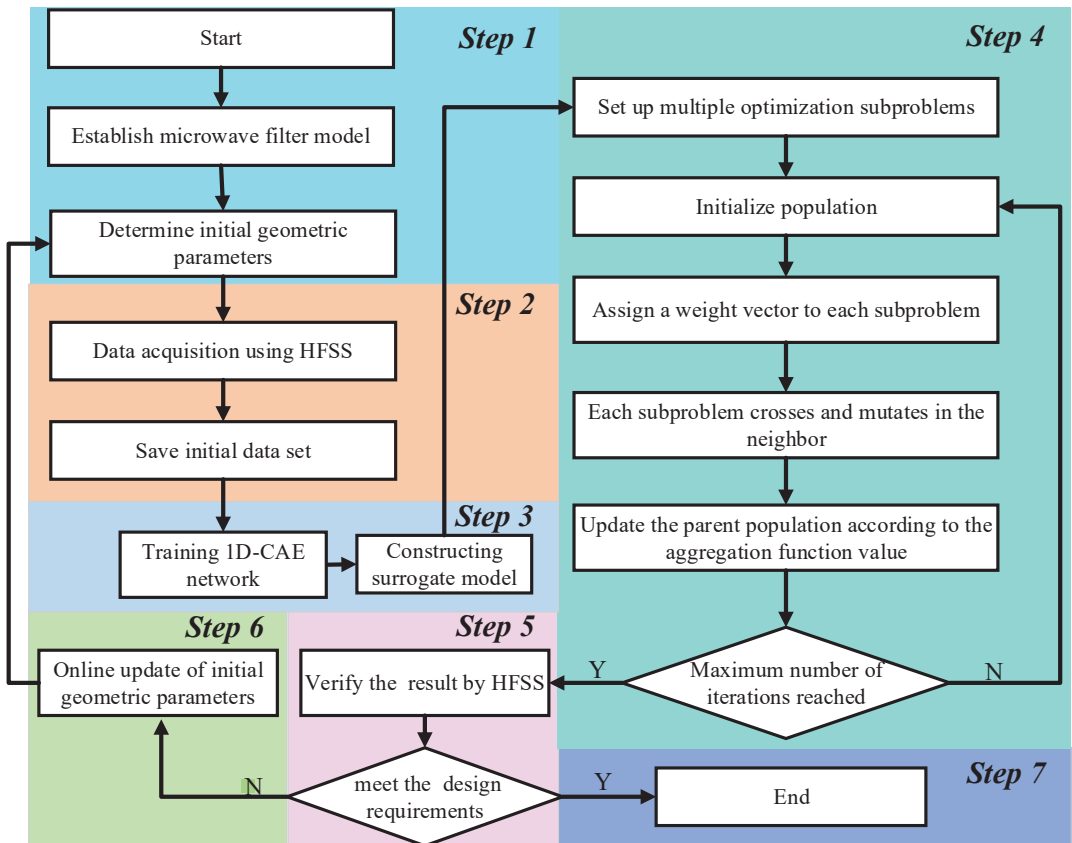 Step 1
Start
Establish microwave filter model
Determine initial geometric
parameters
Step 2
Data acquisition using HFSS
Save initial data set
Step 3
Training 1D-CAE
network
Constructing
surrogate model
Step 4
Set up multiple optimization subproblems
Initialize population
Assign a weight vector to each subproblem
Each subproblem crosses and mutates in the
neighbor
Update the parent population according to the
aggregation function value
Maximum number of
iterations reached
Y
N
Step 5
Verify the result by HFSS
meet the design
requirements
N
Y
Step 6
Online update of initial
geometric parameters
Step 7
End